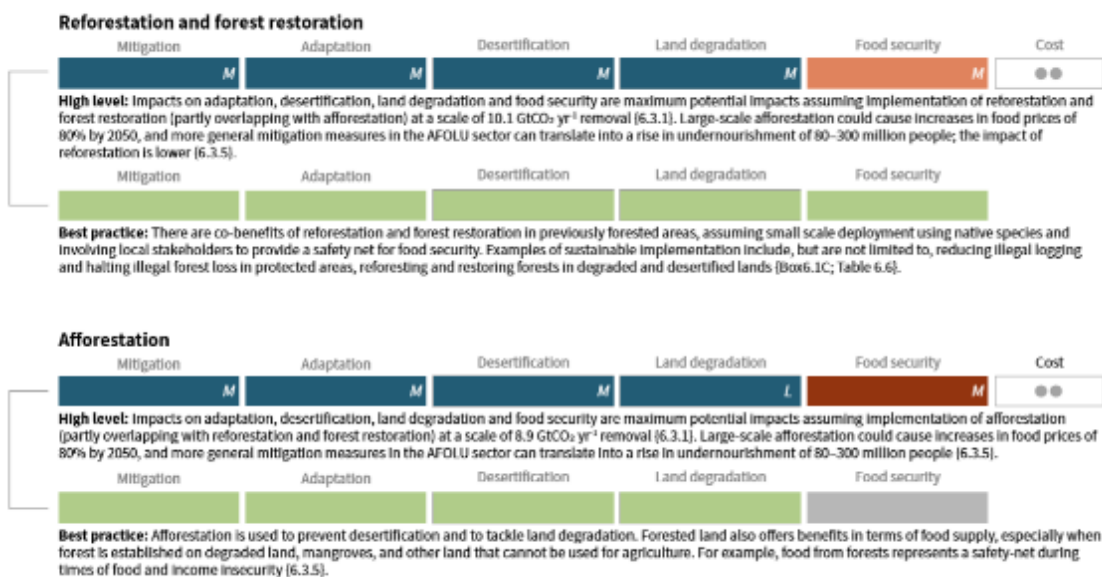 Reforestation and forest restoration
Mitigation Adaptation Desertification Land degradation Food security Cost
M M M M M
High level: Impacts on adaptation, desertification, land degradation and food security are maximum potential impacts assuming implementation of reforestation and
forest restoration (partly overlapping with afforestation) at a scale of 10.1 GtCO₂ yr⁻¹ removal {6.3.1}. Large-scale afforestation could cause increases in food prices of
80% by 2050, and more general mitigation measures in the AFOLU sector can translate into a rise in undernourishment of 80–300 million people; the impact of
reforestation is lower {6.3.5}.
Mitigation Adaptation Desertification Land degradation Food security
Best practice: There are co-benefits of reforestation and forest restoration in previously forested areas, assuming small scale deployment using native species and
involving local stakeholders to provide a safety net for food security. Examples of sustainable implementation include, but are not limited to, reducing illegal logging
and halting illegal forest loss in protected areas, reforesting and restoring forests in degraded and desertified lands {Box6.1C; Table 6.6}.
Afforestation
Mitigation Adaptation Desertification Land degradation Food security Cost
M M M L M
High level: Impacts on adaptation, desertification, land degradation and food security are maximum potential impacts assuming implementation of afforestation
(partly overlapping with reforestation and forest restoration) at a scale of 8.9 GtCO₂ yr⁻¹ removal {6.3.1}. Large-scale afforestation could cause increases in food prices of
80% by 2050, and more general mitigation measures in the AFOLU sector can translate into a rise in undernourishment of 80–300 million people {6.3.5}.
Mitigation Adaptation Desertification Land degradation Food security
Best practice: Afforestation is used to prevent desertification and to tackle land degradation. Forested land also offers benefits in terms of food supply, especially when
forest is established on degraded land, mangroves, and other land that cannot be used for agriculture. For example, food from forests represents a safety-net during
times of food and income insecurity {6.3.5}.